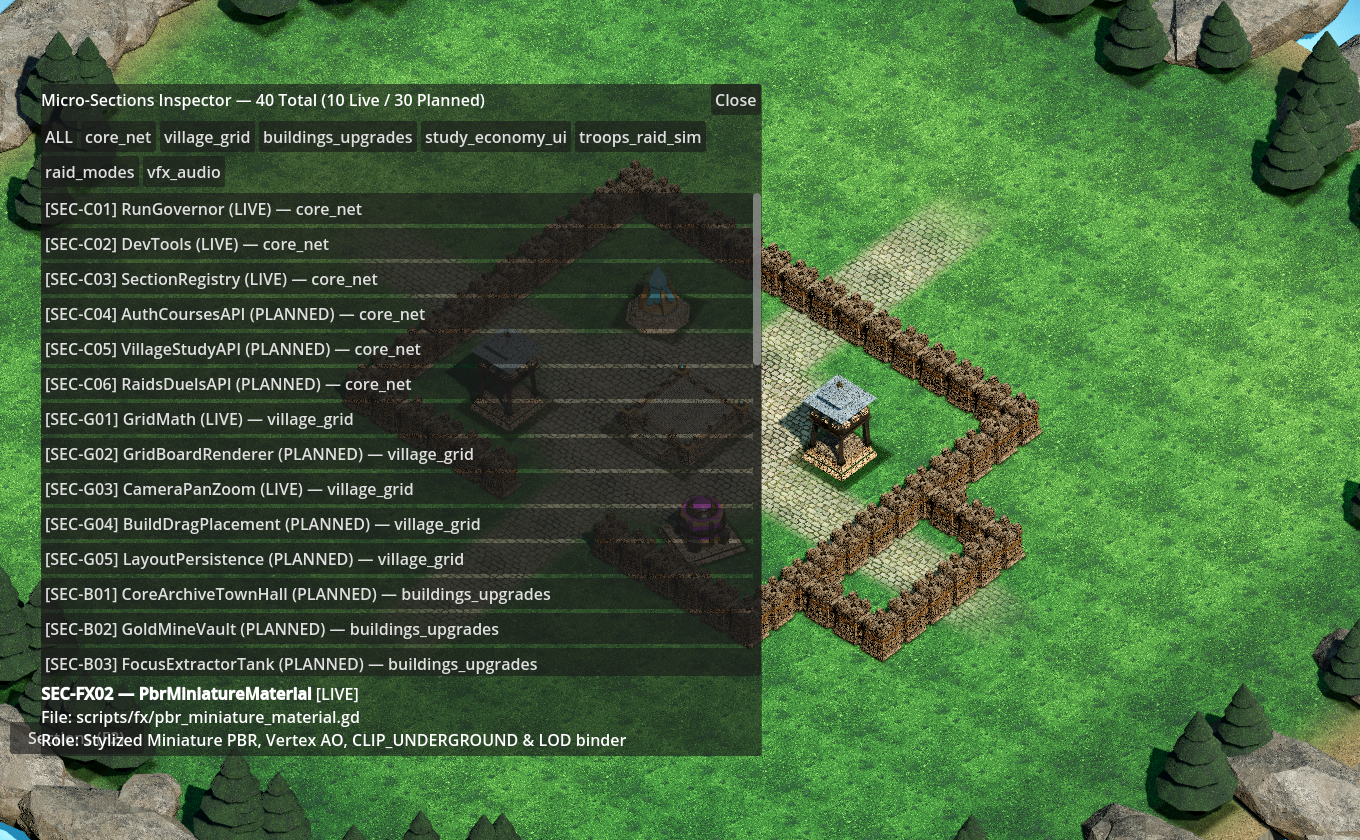 Micro-Sections Inspector — 40 Total (10 Live / 30 Planned) Close
ALL core_net village_grid buildings_upgrades study_economy_ui troops_raid_sim
raid_modes vfx_audio
[SEC-C01] RunGovernor (LIVE) — core_net
[SEC-C02] DevTools (LIVE) — core_net
[SEC-C03] SectionRegistry (LIVE) — core_net
[SEC-C04] AuthCoursesAPI (PLANNED) — core_net
[SEC-C05] VillageStudyAPI (PLANNED) — core_net
[SEC-C06] RaidsDuelsAPI (PLANNED) — core_net
[SEC-G01] GridMath (LIVE) — village_grid
[SEC-G02] GridBoardRenderer (PLANNED) — village_grid
[SEC-G03] CameraPanZoom (LIVE) — village_grid
[SEC-G04] BuildDragPlacement (PLANNED) — village_grid
[SEC-G05] LayoutPersistence (PLANNED) — village_grid
[SEC-B01] CoreArchiveTownHall (PLANNED) — buildings_upgrades
[SEC-B02] GoldMineVault (PLANNED) — buildings_upgrades
[SEC-B03] FocusExtractorTank (PLANNED) — buildings_upgrades
SEC-FX02 — PbrMiniatureMaterial [LIVE]
File: scripts/fx/pbr_miniature_material.gd
Role: Stylized Miniature PBR, Vertex AO, CLIP_UNDERGROUND & LOD binder